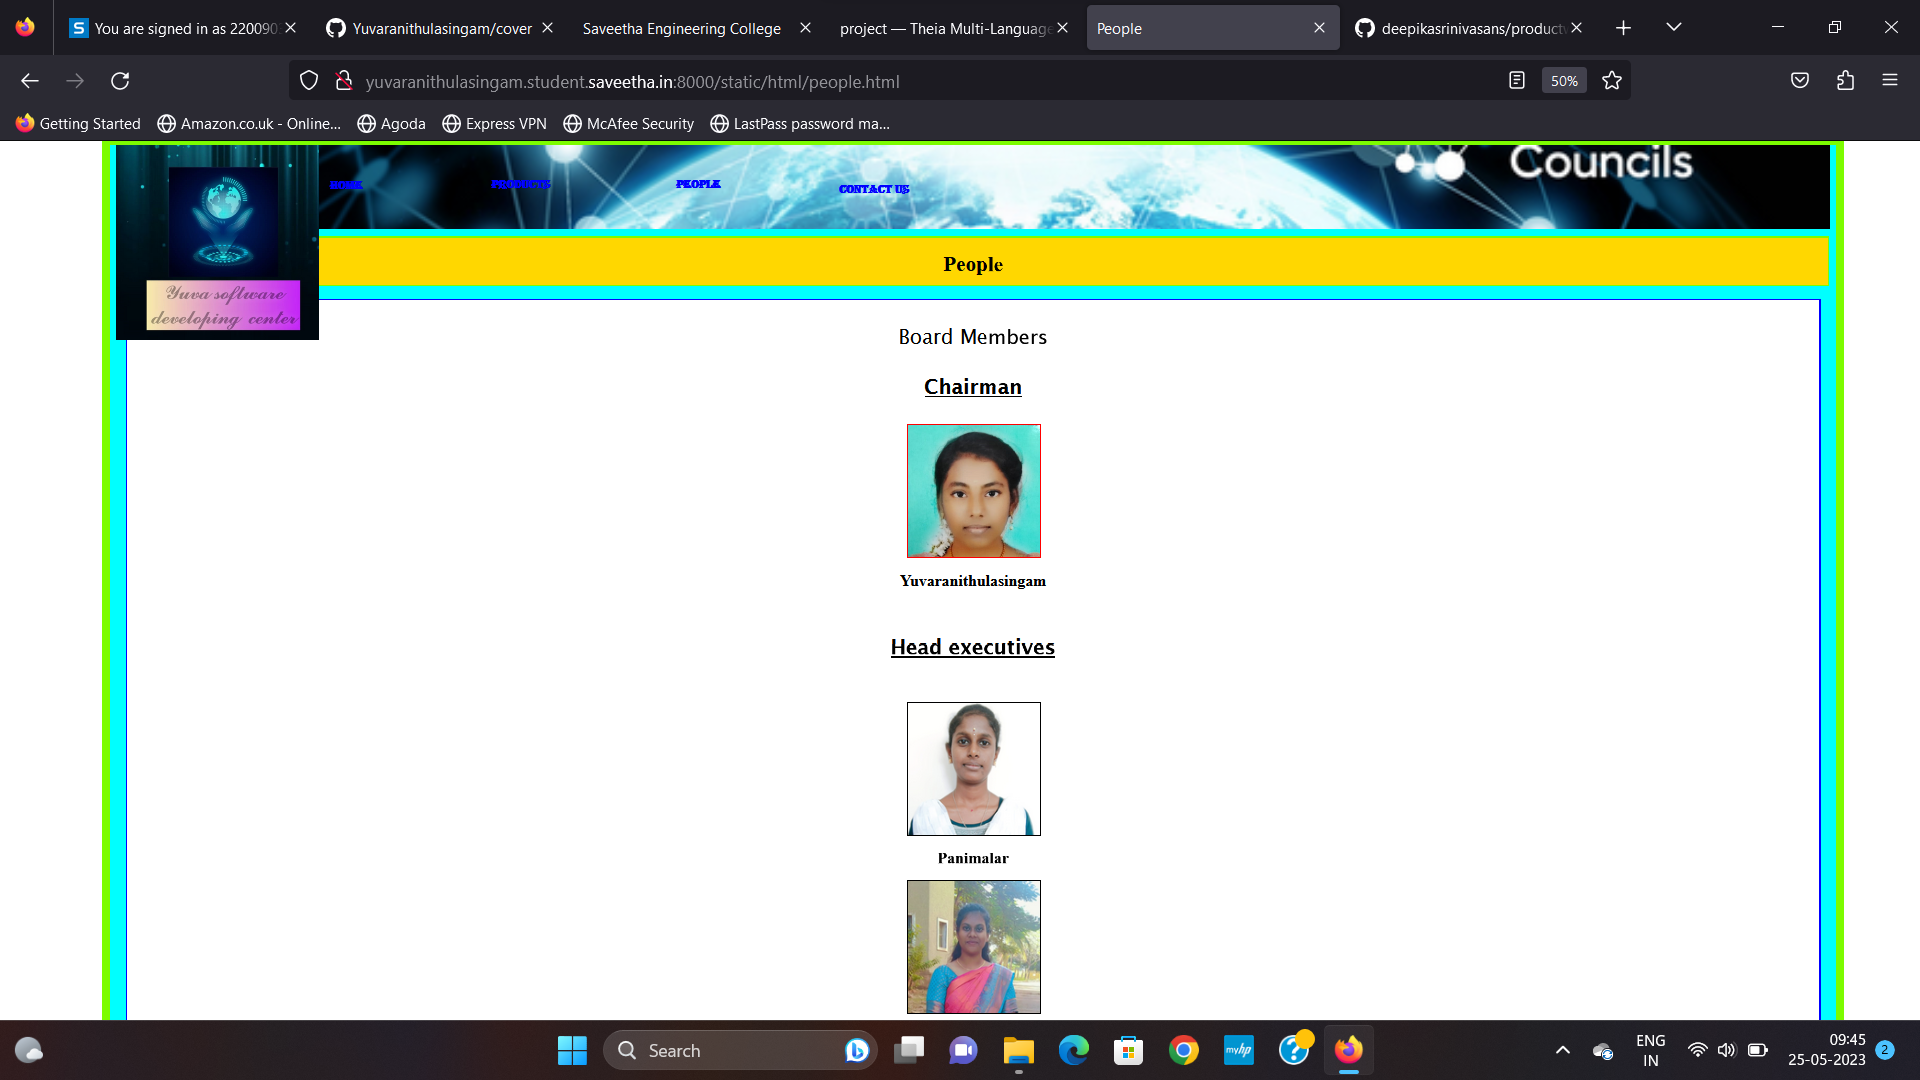 You are signed in as 220090
Yuvaranithulasingam/cover
Saveetha Engineering College
project — Theia Multi-Language
People
deepikasrinivasans/product
yuvaranithulasingam.student.saveetha.in:8000/static/html/people.html
50%
Getting Started
Amazon.co.uk - Online...
Agoda
Express VPN
McAfee Security
LastPass password ma...
Councils
HOME
PRODUCTS
PEOPLE
CONTACT US
People
Yuva software
developing center
Board Members
Chairman
Yuvaranithulasingam
Head executives
Panimalar
Search
myhp
ENG
IN
09:45
25-05-2023
2